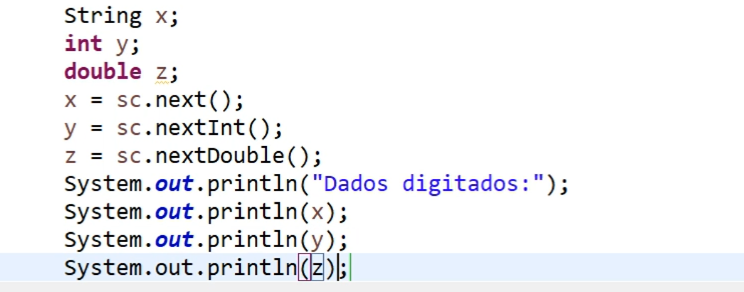 String x;
int y;
double z;
x = sc.next();
y = sc.nextInt();
z = sc.nextDouble();
System.out.println("Dados digitados:");
System.out.println(x);
System.out.println(y);
System.out.println(z);